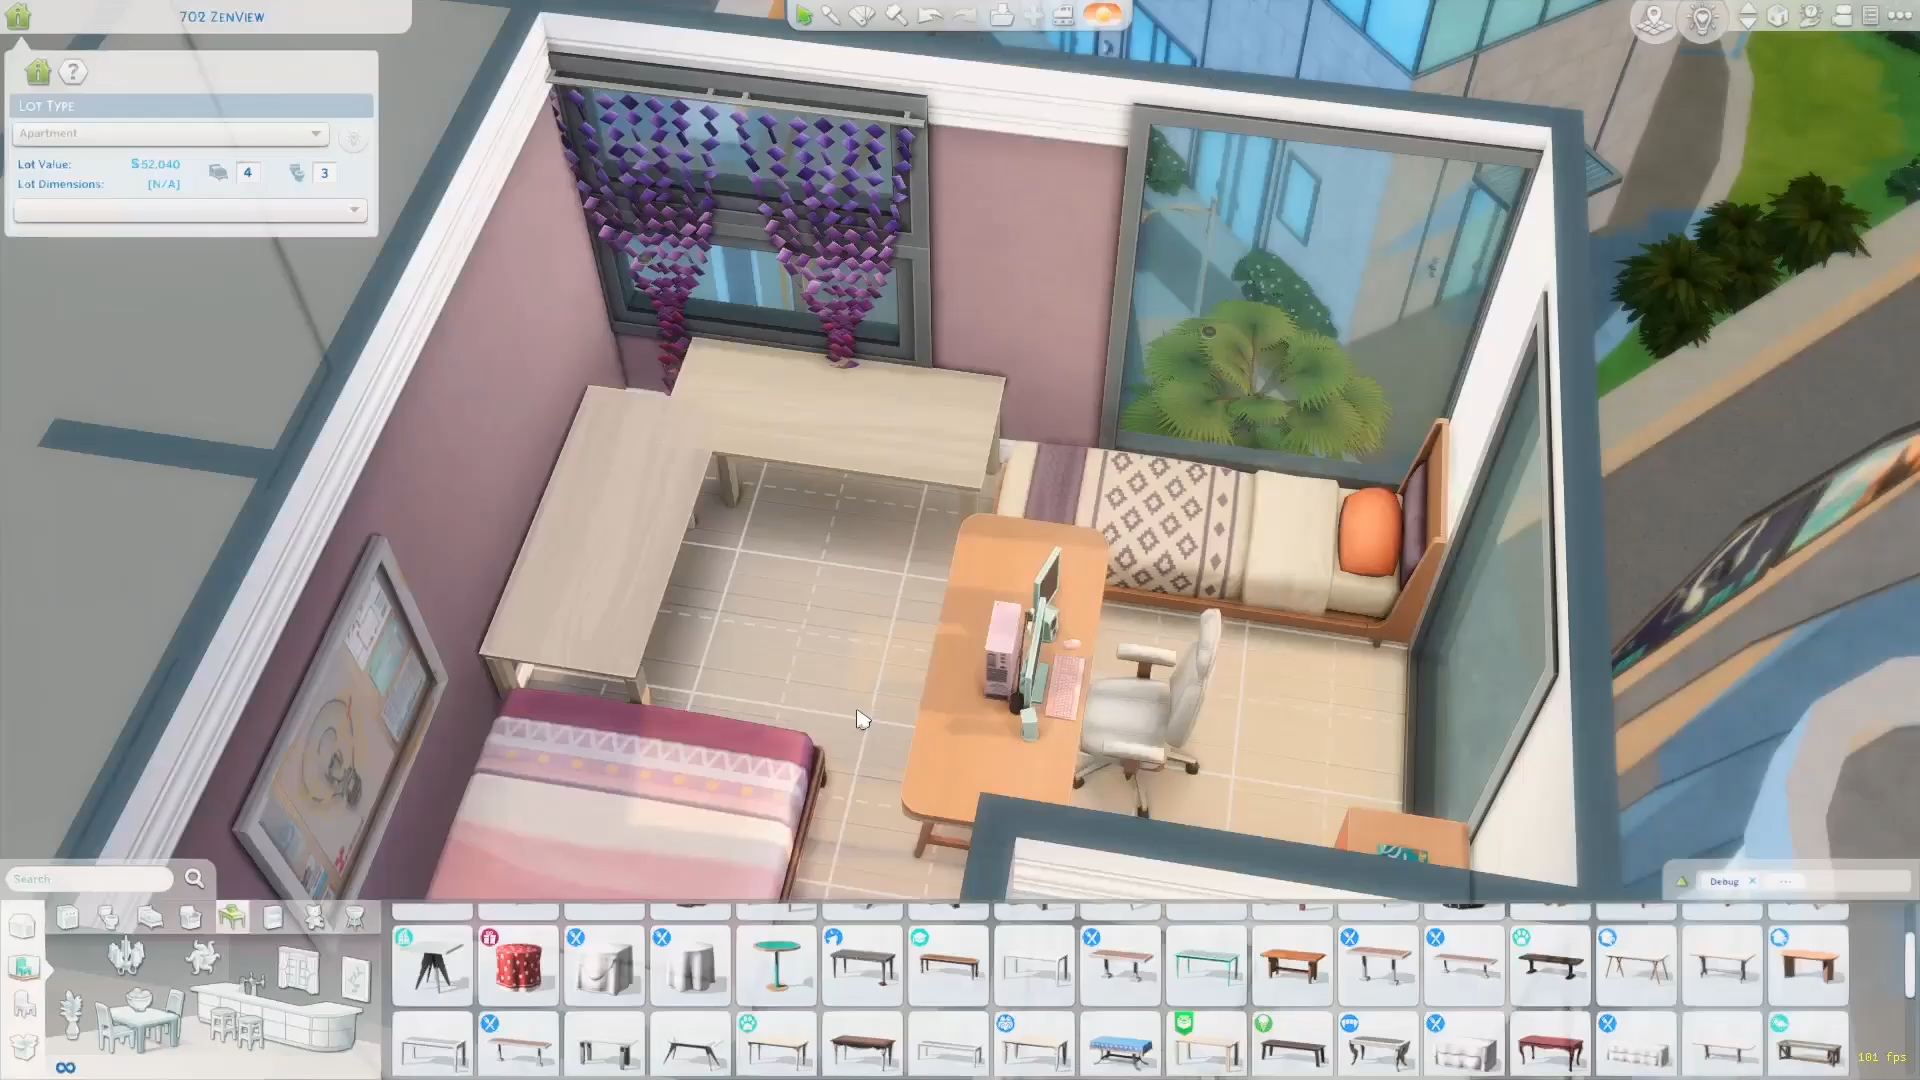 702 ZenView
Lot Type
Apartment
Lot Value: §52,040 4 3
Lot Dimensions: [N/A]
Search
Debug
101 fps